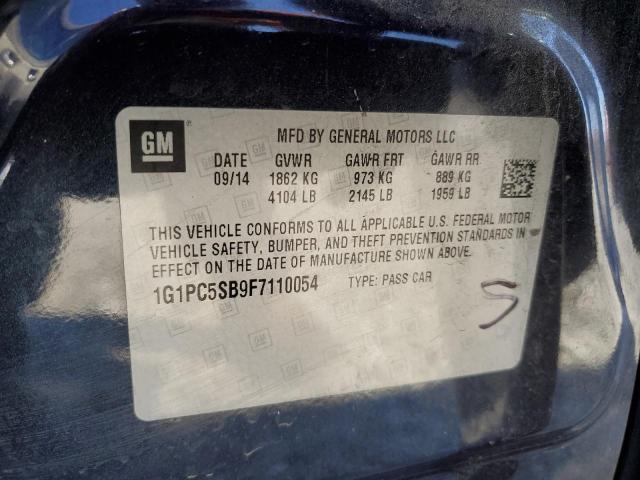 GM
MFD BY GENERAL MOTORS LLC
DATE GVWR GAWR FRT GAWR RR
09/14 1862 KG 973 KG 889 KG
4104 LB 2145 LB 1959 LB
THIS VEHICLE CONFORMS TO ALL APPLICABLE U.S. FEDERAL MOTOR
VEHICLE SAFETY, BUMPER, AND THEFT PREVENTION STANDARDS IN
EFFECT ON THE DATE OF MANUFACTURE SHOWN ABOVE.
1G1PC5SB9F7110054 TYPE: PASS CAR
S